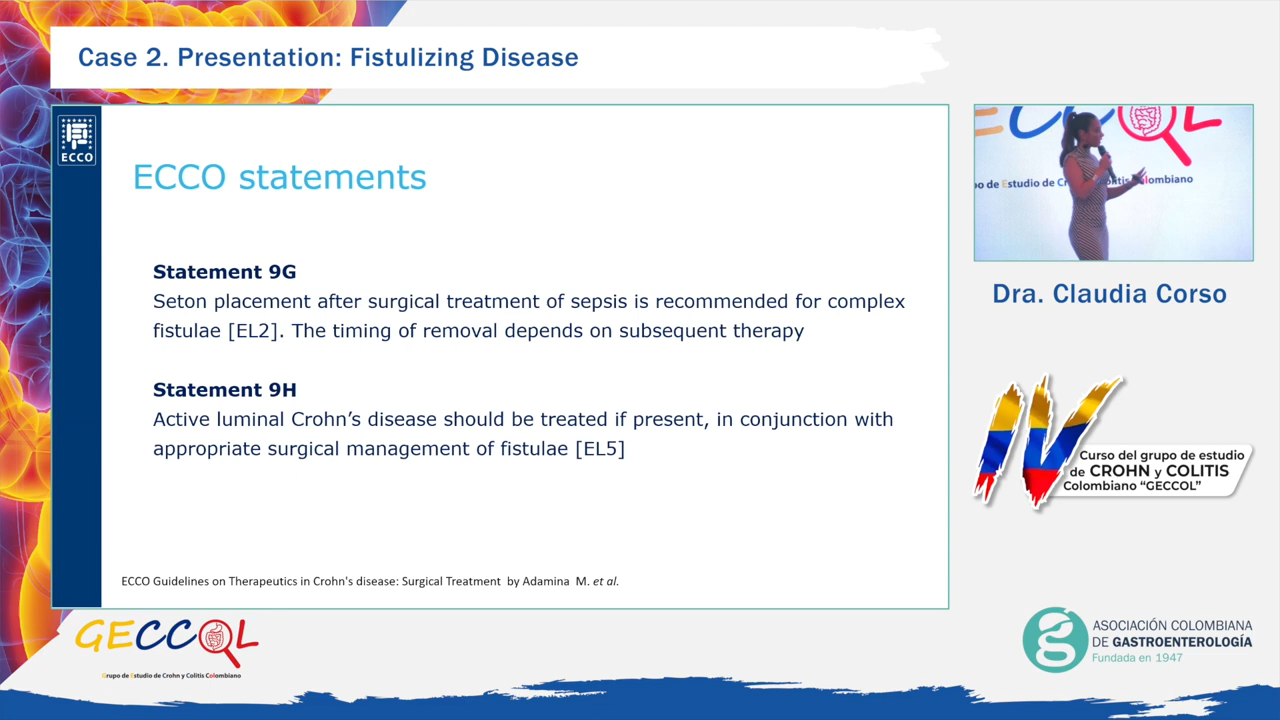 Case 2. Presentation: Fistulizing Disease
ECCO
ECCO statements
Statement 9G
Seton placement after surgical treatment of sepsis is recommended for complex
fistulae [EL2]. The timing of removal depends on subsequent therapy
Statement 9H
Active luminal Crohn’s disease should be treated if present, in conjunction with
appropriate surgical management of fistulae [EL5]
ECCO Guidelines on Therapeutics in Crohn's disease: Surgical Treatment by Adamina M. et al.
Dra. Claudia Corso
IV
Curso del grupo de estudio
de CROHN y COLITIS
Colombiano “GECCOL”
GECCOL
Grupo de Estudio de Crohn y Colitis Colombiano
ASOCIACIÓN COLOMBIANA
DE GASTROENTEROLOGÍA
Fundada en 1947